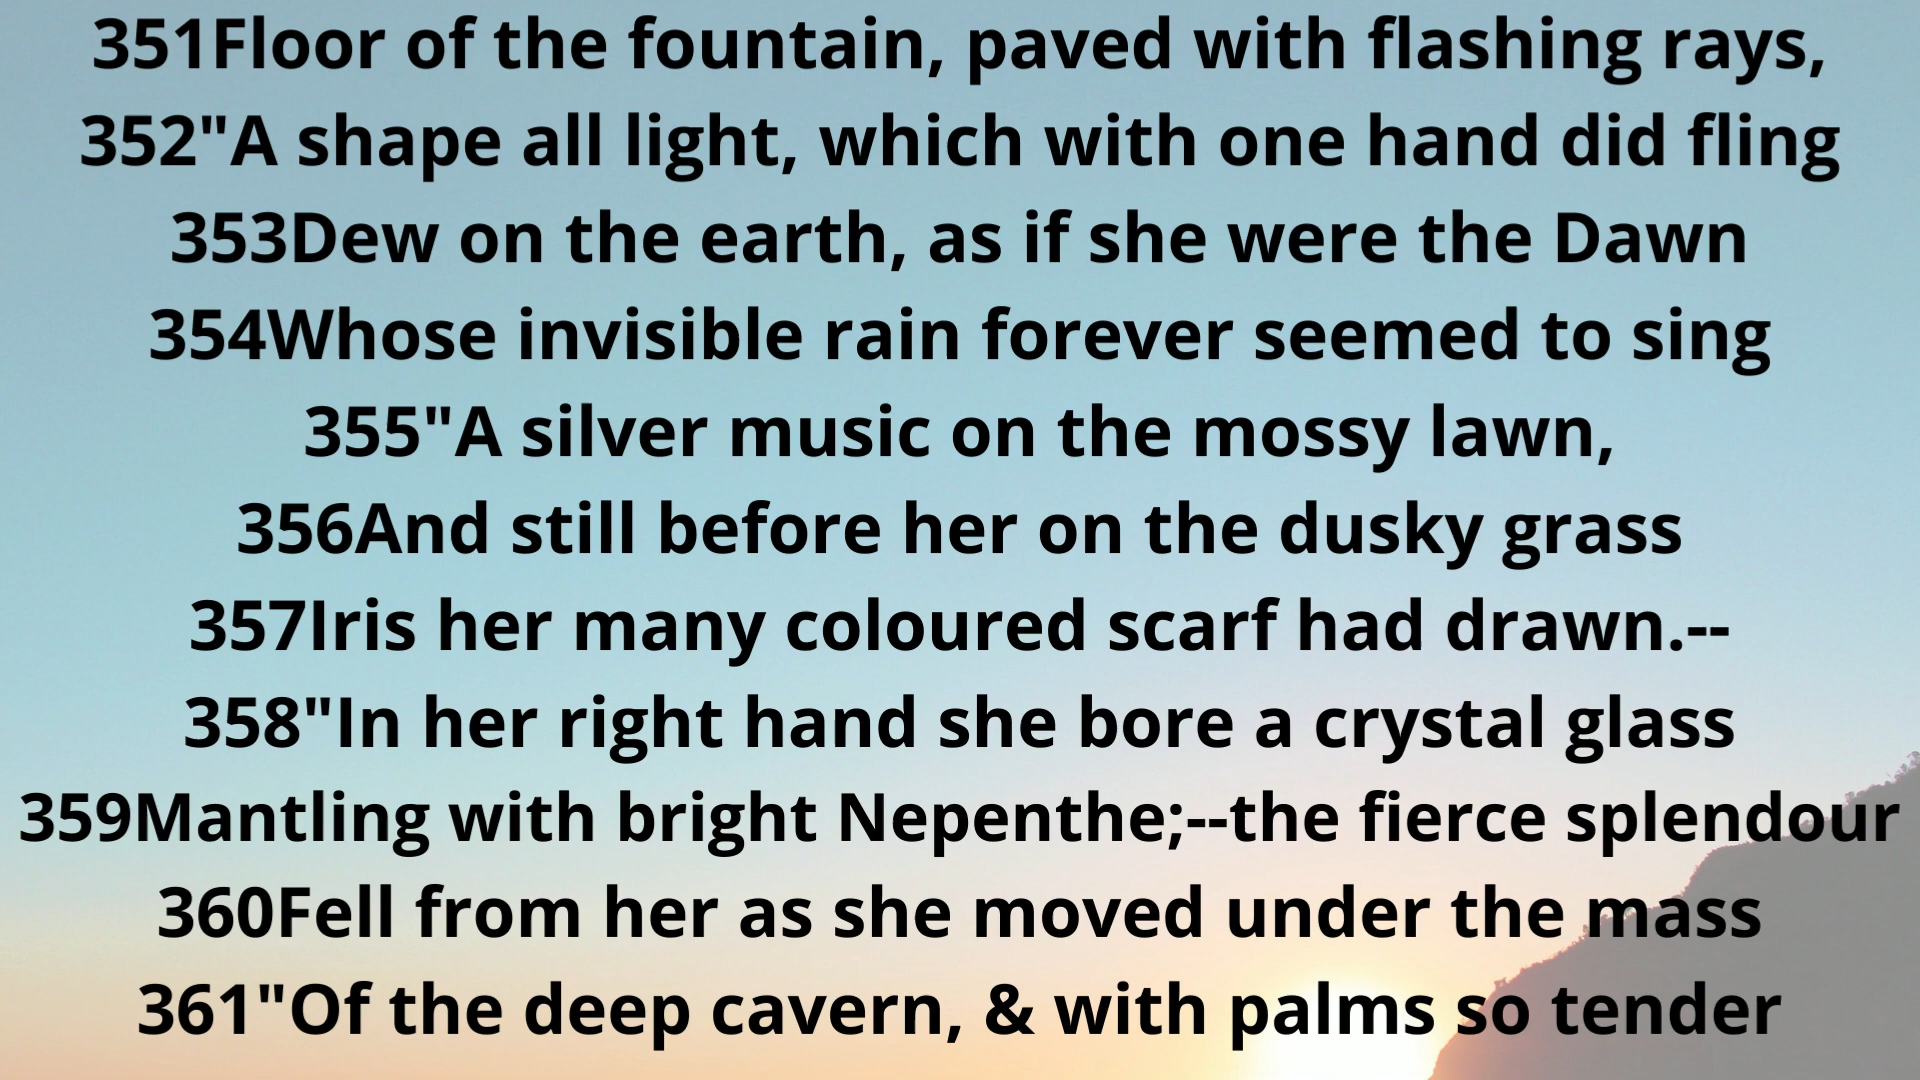 351Floor of the fountain, paved with flashing rays,
352"A shape all light, which with one hand did fling
353Dew on the earth, as if she were the Dawn
354Whose invisible rain forever seemed to sing
355"A silver music on the mossy lawn,
356And still before her on the dusky grass
357Iris her many coloured scarf had drawn.--
358"In her right hand she bore a crystal glass
359Mantling with bright Nepenthe;--the fierce splendour
360Fell from her as she moved under the mass
361"Of the deep cavern, & with palms so tender